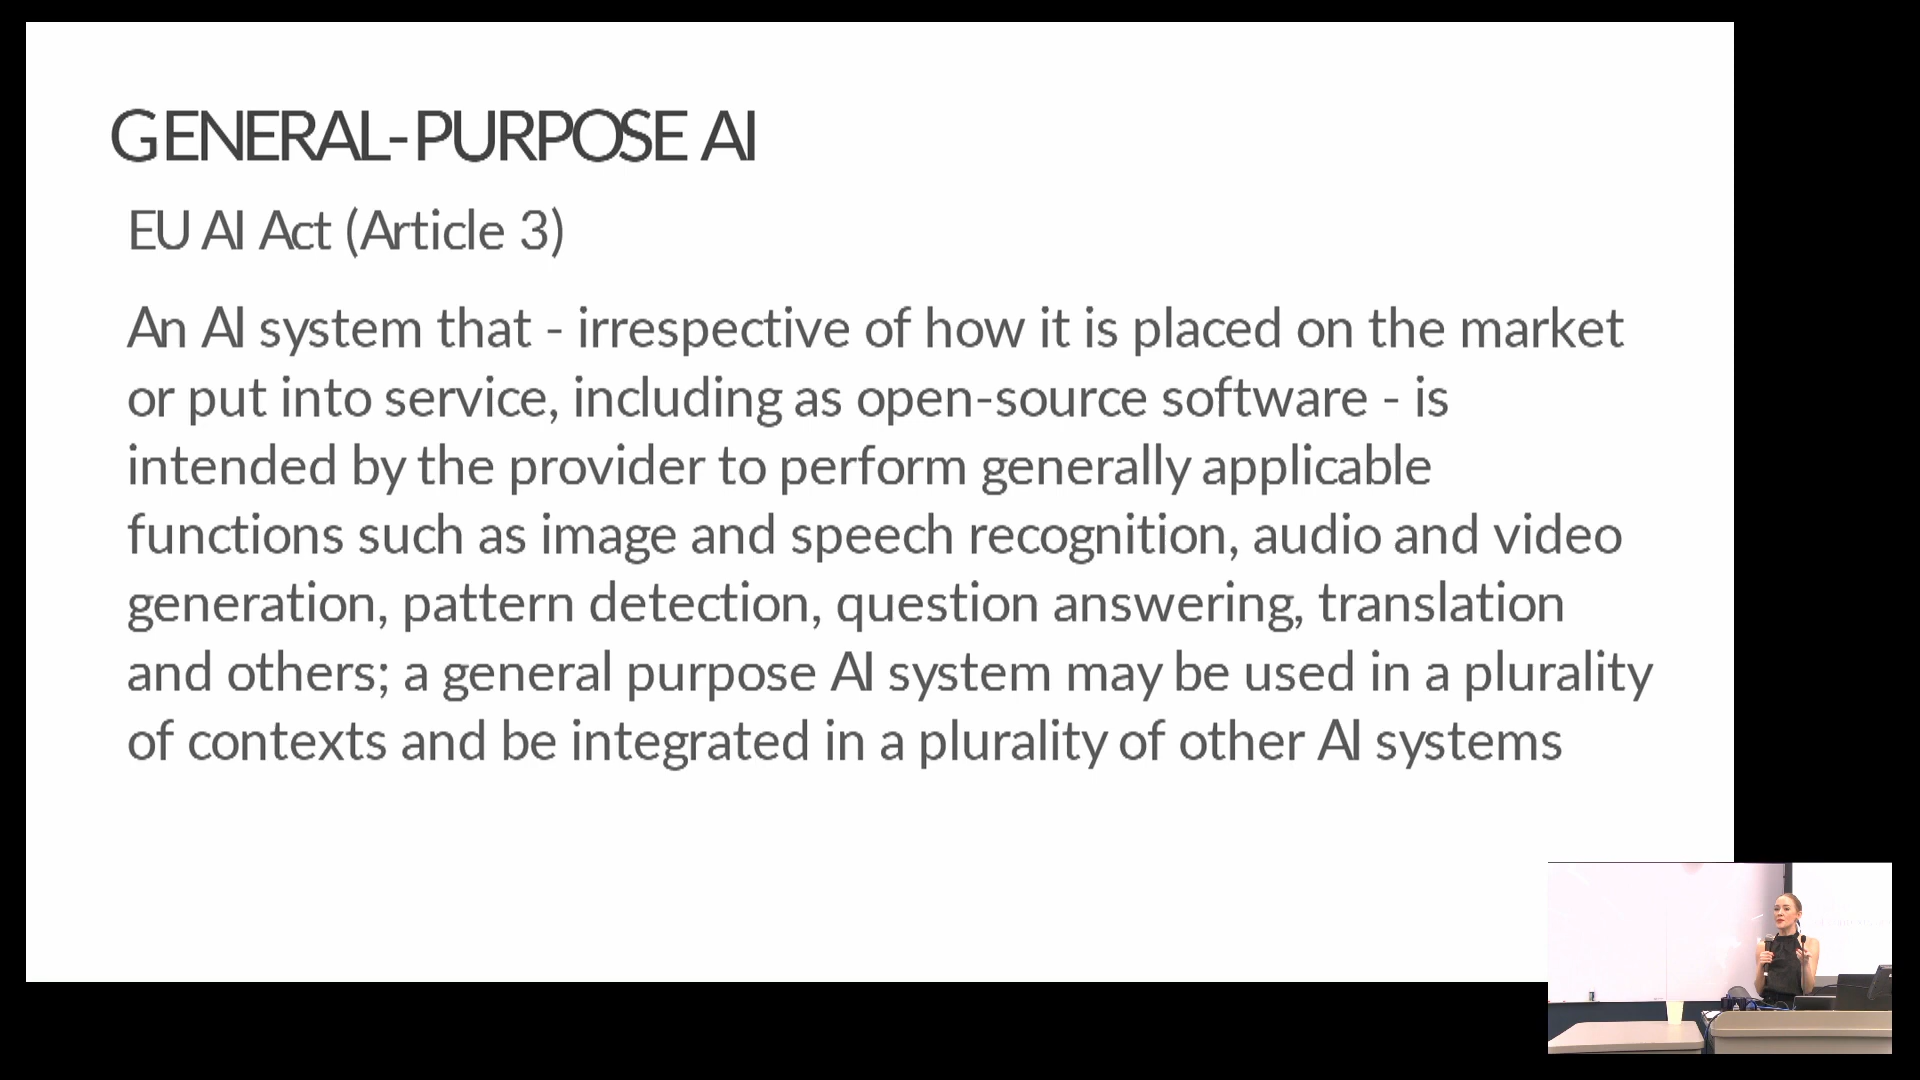 GENERAL-PURPOSE AI
EU AI Act (Article 3)
An AI system that - irrespective of how it is placed on the market
or put into service, including as open-source software - is
intended by the provider to perform generally applicable
functions such as image and speech recognition, audio and video
generation, pattern detection, question answering, translation
and others; a general purpose AI system may be used in a plurality
of contexts and be integrated in a plurality of other AI systems